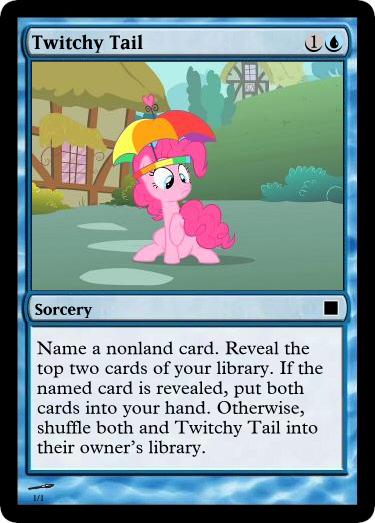 Twitchy Tail 1
Sorcery
Name a nonland card. Reveal the
top two cards of your library. If the
named card is revealed, put both
cards into your hand. Otherwise,
shuffle both and Twitchy Tail into
their owner's library.
1/1